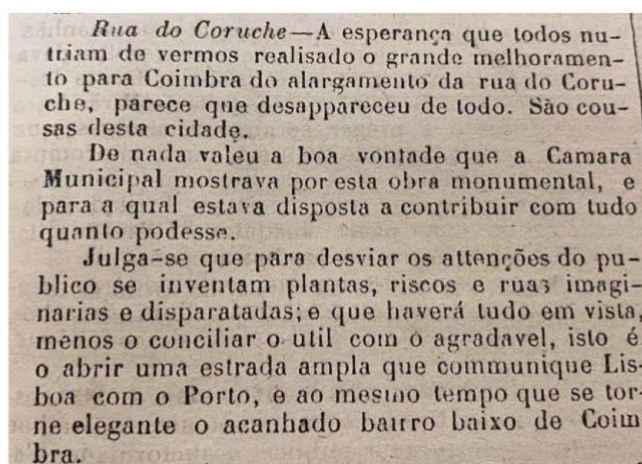 Rua do Coruche—A esperança que todos nu-
triam de vermos realisado o grande melhoramen-
to para Coimbra do alargamento da rua do Coru-
che, parece que desappareceu de todo. São cou-
sas desta cidade.
De nada valeu a boa vontade que a Camara
Municipal mostrava por esta obra monumental, e
para a qual estava disposta a contribuir com tudo
quanto podesse.
Julga-se que para desviar os attenções do pu-
blico se inventam plantas, riscos e ruas imagi-
narias e disparatadas; e que haverá tudo em vista,
menos o conciliar o util com o agradavel, isto é
o abrir uma estrada ampla que communique Lis-
boa com o Porto, e ao mesmo tempo que se tor-
ne elegante o acanhado bairro baixo de Coim
bra.